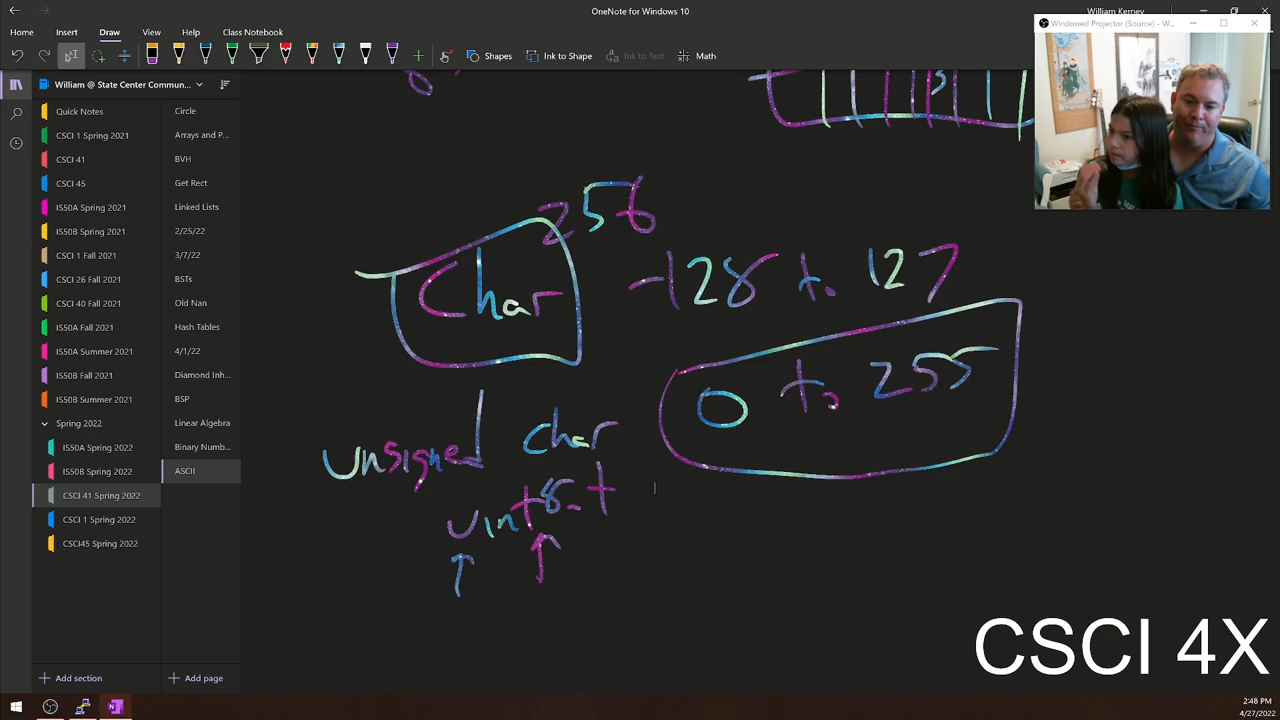 OneNote for Windows 10
William Kerney
Windowed Projector (Source) - W...
Home Insert Draw View Help Class Notebook
Shapes Ink to Shape Ink to Text Math
William @ State Center Commun...
Quick Notes
CSCI 1 Spring 2021
CSCI 41
CSCI 45
IS50A Spring 2021
IS50B Spring 2021
CSCI 1 Fall 2021
CSCI 26 Fall 2021
CSCI 40 Fall 2021
IS50A Fall 2021
IS50A Summer 2021
IS50B Fall 2021
IS50B Summer 2021
Spring 2022
IS50A Spring 2022
IS50B Spring 2022
CSCI 41 Spring 2022
CSCI 1 Spring 2022
CSCI45 Spring 2022
Add section
Circle
Arrays and P...
BVH
Get Rect
Linked Lists
2/25/22
3/7/22
BSTs
Old Nan
Hash Tables
4/1/22
Diamond Inh...
BSP
Linear Algebra
Binary Numb...
ASCII
Add page
256
Char -128 to 127
0 to 255
unsigned char
uint8_t
CSCI 4X
2:48 PM
4/27/2022